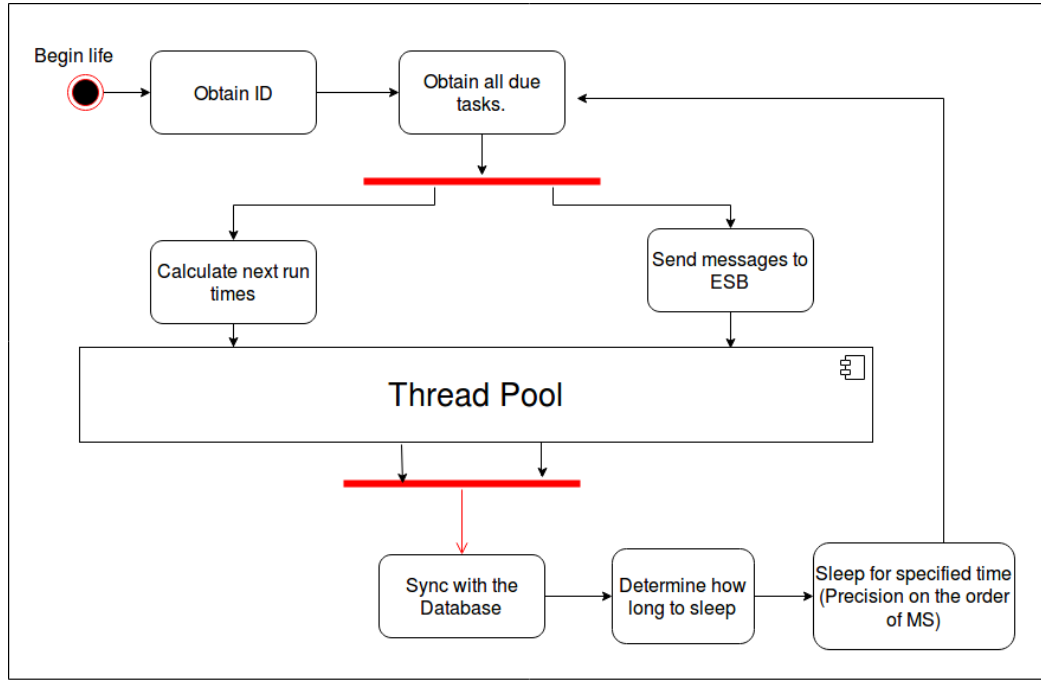 Begin life
Obtain ID
Obtain all due
tasks.
Calculate next run
times
Send messages to
ESB
Thread Pool
Sync with the
Database
Determine how
long to sleep
Sleep for specified time
(Precision on the order
of MS)